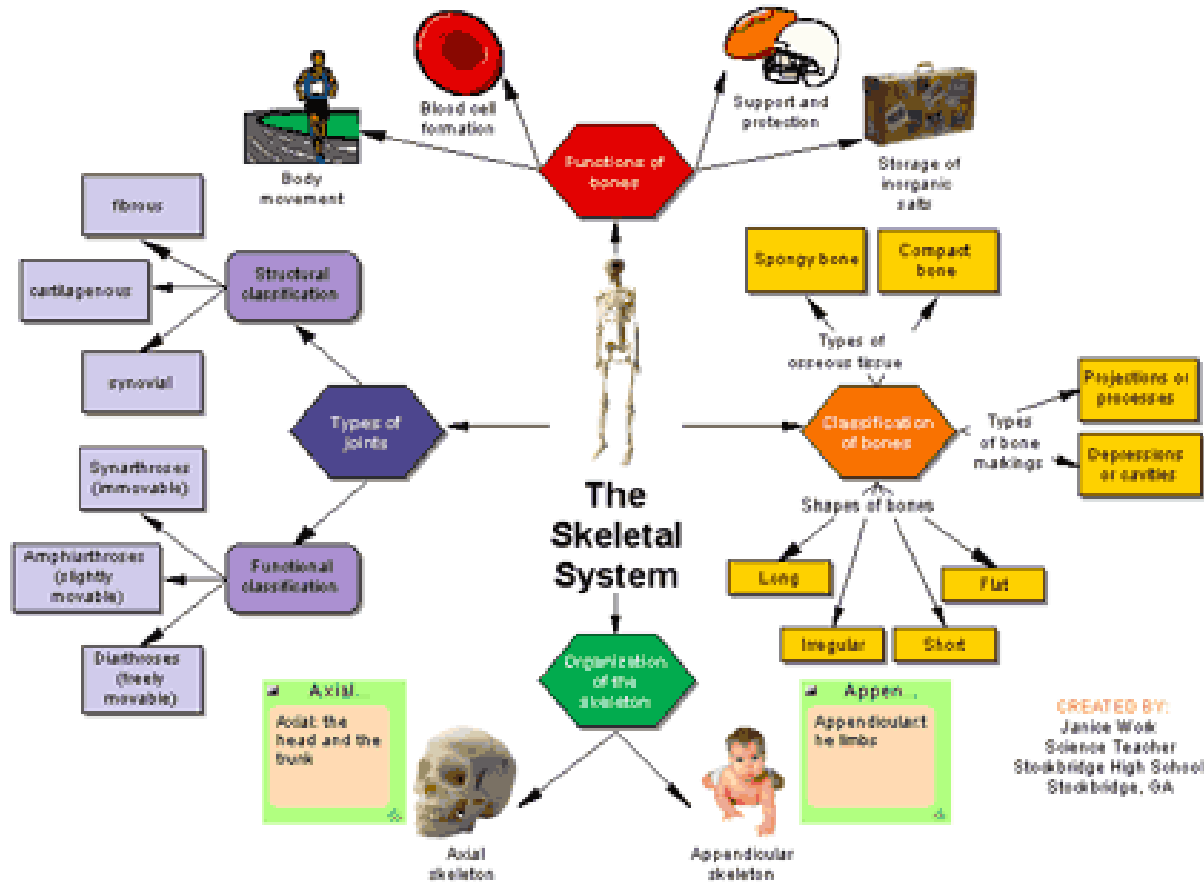 Blood cell
formation
Support and
protection
Body
movement
Functions of
bones
Storage of
inorganic
salts
fibrous
cartilagenous
synovial
Structural
classification
Spongy bone
Compact
bone
Types of
osseous tissue
Types of
joints
Classification
of bones
Projections or
processes
Types
of bone
markings
Depressions
or cavities
Synarthroses
(immovable)
Amphiarthroses
(slightly
movable)
Diarthroses
(freely
movable)
Functional
classification
The
Skeletal
System
Shapes of bones
Long
Flat
Irregular
Short
Organization
of the
skeleton
Axial...
Axial: the
head and the
trunk
Appen...
Appendicular:t
he limbs
Axial
skeleton
Appendicular
skeleton
CREATED BY:
Janice Work
Science Teacher
Stockbridge High School
Stockbridge, GA